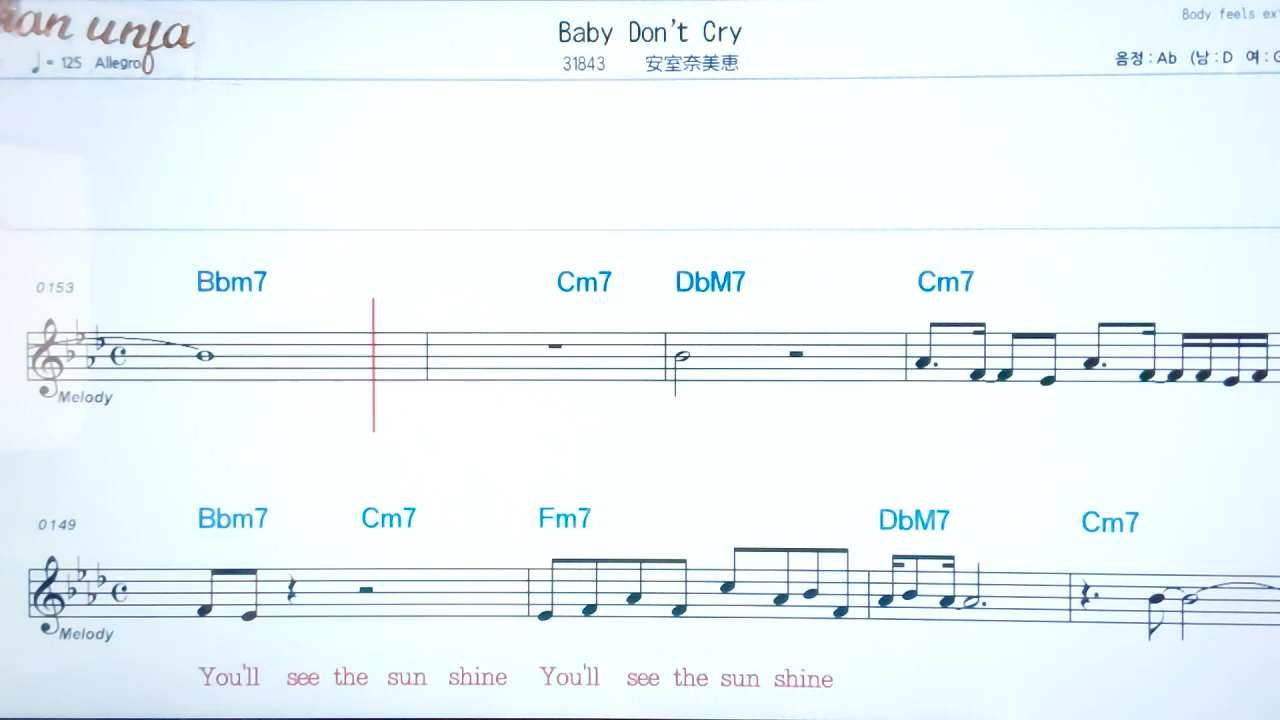 unja
♩= 125 Allegro
Baby Don't Cry
31843 安室奈美恵
Body feels
음정 : Ab (남 : D 여 :
0153
Bbm7 Cm7 DbM7 Cm7
Melody
0149
Bbm7 Cm7 Fm7 DbM7 Cm7
Melody
You'll see the sun shine You'll see the sun shine